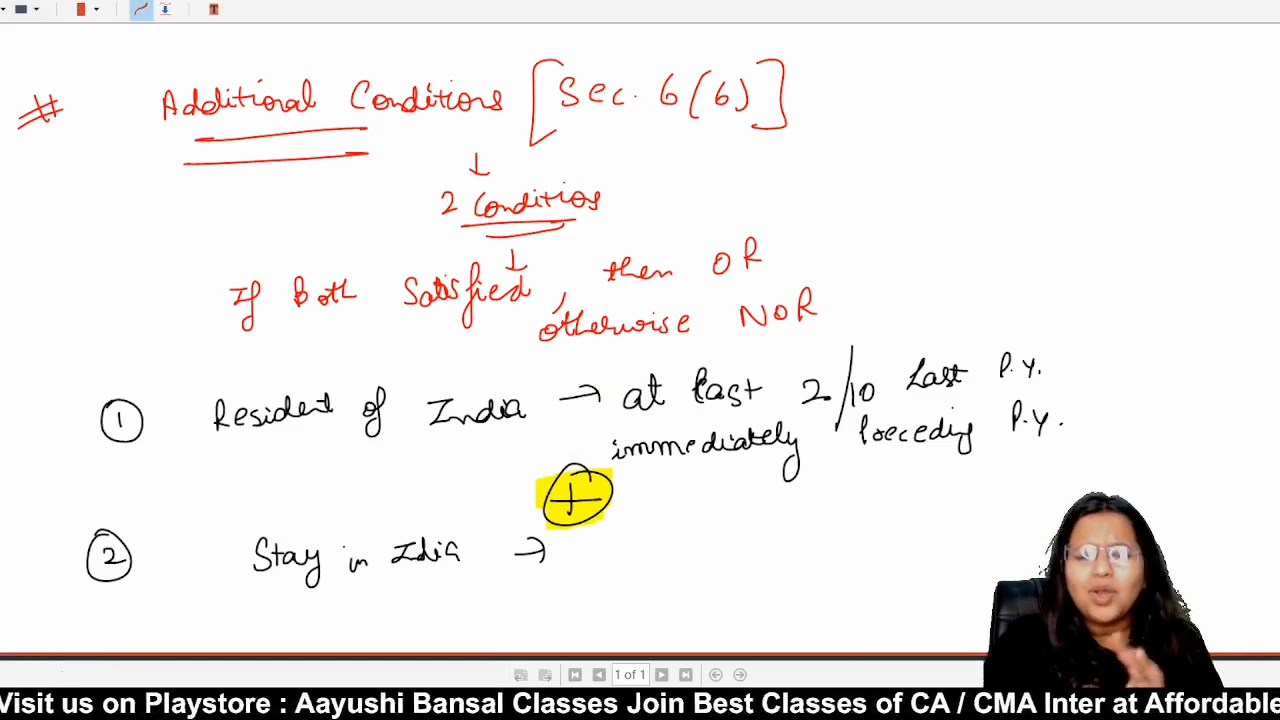 # Additional Conditions [Sec. 6(6)]
2 Conditions
If Both Satisfied, then OR
otherwise NOR
① Resident of India → at last 2/10 Last P.Y.
immediately Preceding P.Y.
+
② Stay in Idia →
1 of 1
Visit us on Playstore : Aayushi Bansal Classes Join Best Classes of CA / CMA Inter at Affordable